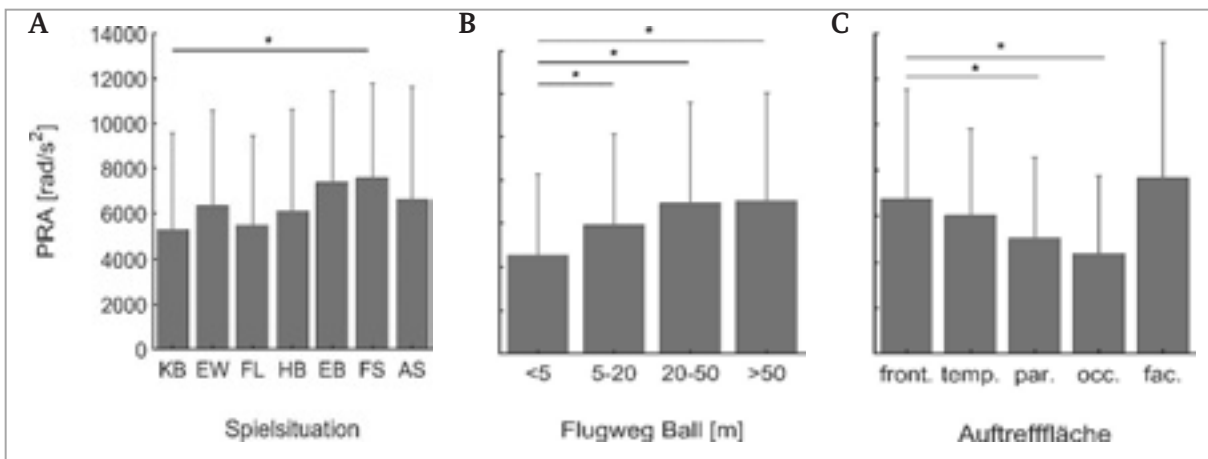 A
B
C
PRA [rad/s²]
14000
12000
10000
8000
6000
4000
2000
0
*
* * *
* *
KB EW FL HB EB FS AS
<5 5-20 20-50 >50
front. temp. par. occ. fac.
Spielsituation
Flugweg Ball [m]
Auftrefffläche